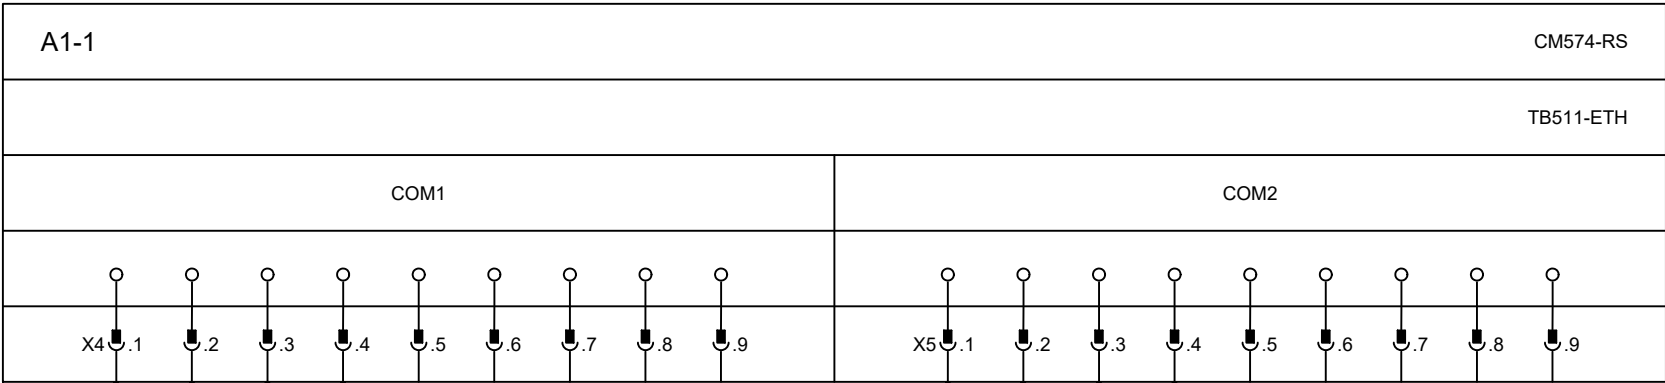 A1-1 CM574-RS
TB511-ETH
COM1 COM2
X4 .1 .2 .3 .4 .5 .6 .7 .8 .9 X5 .1 .2 .3 .4 .5 .6 .7 .8 .9